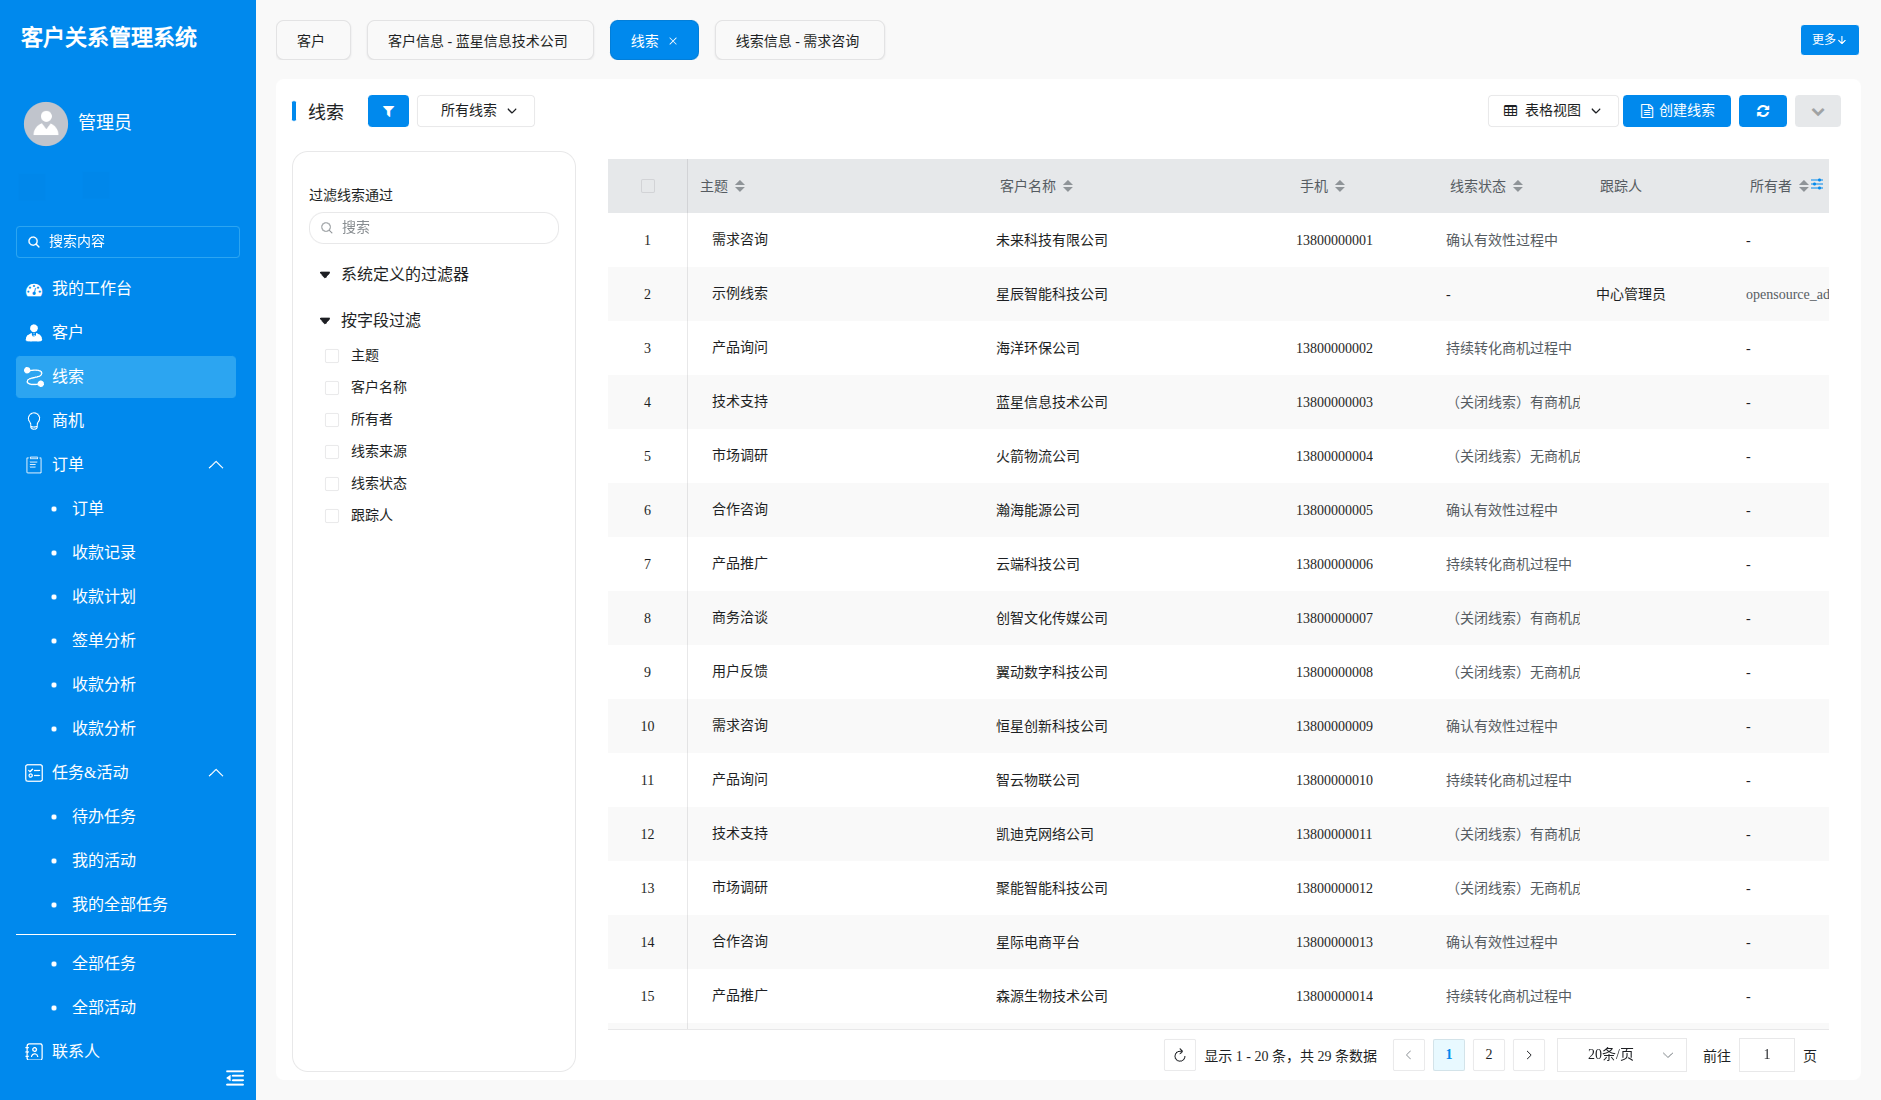 客户关系管理系统
管理员
搜索内容
我的工作台
客户
线索
商机
订单
订单
收款记录
收款计划
签单分析
收款分析
收款分析
任务&活动
待办任务
我的活动
我的全部任务
全部任务
全部活动
联系人
客户
客户信息 - 蓝星信息技术公司
线索
线索信息 - 需求咨询
更多
线索
所有线索
表格视图
创建线索
过滤线索通过
搜索
系统定义的过滤器
按字段过滤
主题
客户名称
所有者
线索来源
线索状态
跟踪人
主题 客户名称 手机 线索状态 跟踪人 所有者
1 需求咨询 未来科技有限公司 13800000001 确认有效性过程中 -
2 示例线索 星辰智能科技公司 - 中心管理员 opensource_ad
3 产品询问 海洋环保公司 13800000002 持续转化商机过程中 -
4 技术支持 蓝星信息技术公司 13800000003 （关闭线索）有商机成 -
5 市场调研 火箭物流公司 13800000004 （关闭线索）无商机成 -
6 合作咨询 瀚海能源公司 13800000005 确认有效性过程中 -
7 产品推广 云端科技公司 13800000006 持续转化商机过程中 -
8 商务洽谈 创智文化传媒公司 13800000007 （关闭线索）有商机成 -
9 用户反馈 翼动数字科技公司 13800000008 （关闭线索）无商机成 -
10 需求咨询 恒星创新科技公司 13800000009 确认有效性过程中 -
11 产品询问 智云物联公司 13800000010 持续转化商机过程中 -
12 技术支持 凯迪克网络公司 13800000011 （关闭线索）有商机成 -
13 市场调研 聚能智能科技公司 13800000012 （关闭线索）无商机成 -
14 合作咨询 星际电商平台 13800000013 确认有效性过程中 -
15 产品推广 森源生物技术公司 13800000014 持续转化商机过程中 -
显示 1 - 20 条，共 29 条数据 1 2 20条/页 前往 1 页